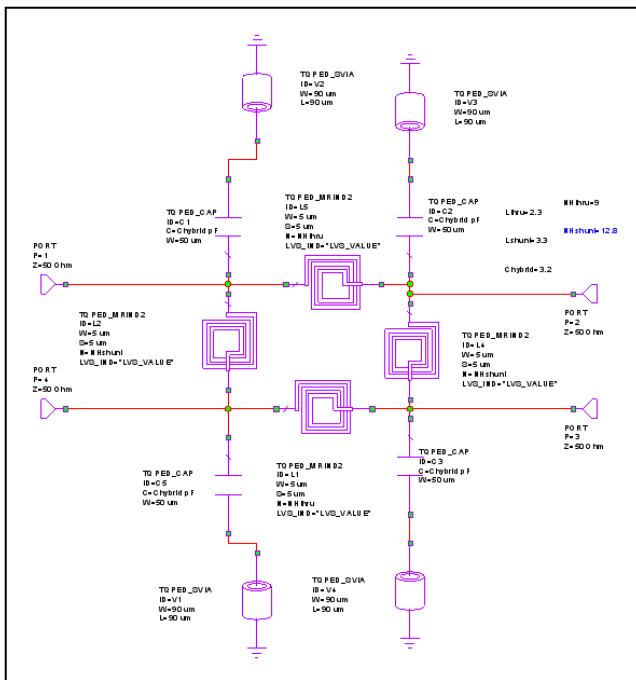 TQPED_SVIA
ID=V2
W=90 um
L=90 um
TQPED_SVIA
ID=V3
W=90 um
L=90 um
TQPED_CAP
ID=C1
C=Chybrid pF
W=50 um
TQPED_MRIND2
ID=L5
W=5 um
S=5 um
N=NHthru
LVS_IND="LVS_VALUE"
TQPED_CAP
ID=C2
C=Chybrid pF
W=50 um
Lthru=2.3
NHthru=9
Lshunt=3.3
NHshunt=12.8
Chybrid=3.2
PORT
P=1
Z=50 Ohm
PORT
P=2
Z=50 Ohm
TQPED_MRIND2
ID=L2
W=5 um
S=5 um
N=NHshunt
LVS_IND="LVS_VALUE"
TQPED_MRIND2
ID=L4
W=5 um
S=5 um
N=NHshunt
LVS_IND="LVS_VALUE"
PORT
P=4
Z=50 Ohm
PORT
P=3
Z=50 Ohm
TQPED_CAP
ID=C5
C=Chybrid pF
W=50 um
TQPED_MRIND2
ID=L1
W=5 um
S=5 um
N=NHthru
LVS_IND="LVS_VALUE"
TQPED_CAP
ID=C3
C=Chybrid pF
W=50 um
TQPED_SVIA
ID=V1
W=90 um
L=90 um
TQPED_SVIA
ID=V4
W=90 um
L=90 um